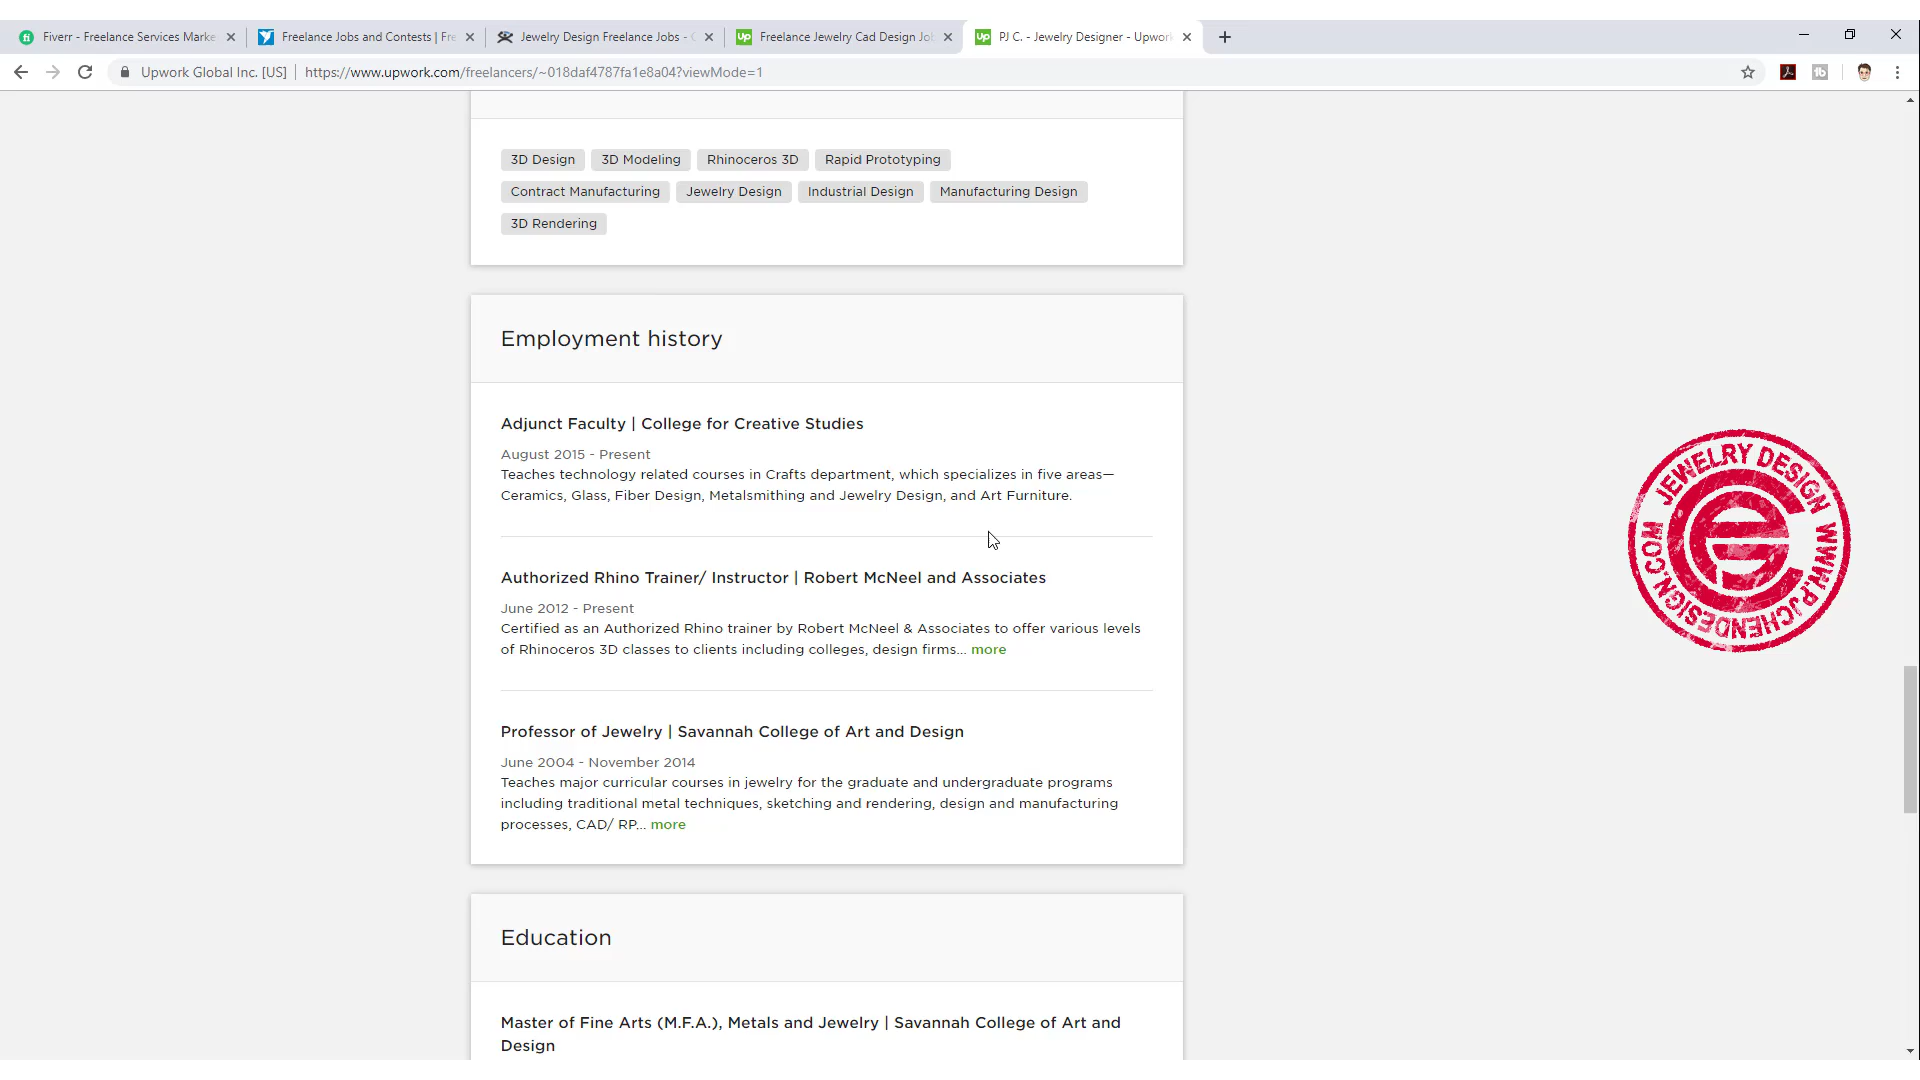 Fiverr - Freelance Services Marke
Freelance Jobs and Contests | Fre
Jewelry Design Freelance Jobs -
Freelance Jewelry Cad Design Jo
PJ C. - Jewelry Designer - Upwor
Upwork Global Inc. [US] | https://www.upwork.com/freelancers/~018daf4787fa1e8a04?viewMode=1
3D Design 3D Modeling Rhinoceros 3D Rapid Prototyping
Contract Manufacturing Jewelry Design Industrial Design Manufacturing Design
3D Rendering
Employment history
Adjunct Faculty | College for Creative Studies
August 2015 - Present
Teaches technology related courses in Crafts department, which specializes in five areas—
Ceramics, Glass, Fiber Design, Metalsmithing and Jewelry Design, and Art Furniture.
Authorized Rhino Trainer/ Instructor | Robert McNeel and Associates
June 2012 - Present
Certified as an Authorized Rhino trainer by Robert McNeel & Associates to offer various levels
of Rhinoceros 3D classes to clients including colleges, design firms... more
Professor of Jewelry | Savannah College of Art and Design
June 2004 - November 2014
Teaches major curricular courses in jewelry for the graduate and undergraduate programs
including traditional metal techniques, sketching and rendering, design and manufacturing
processes, CAD/ RP... more
Education
Master of Fine Arts (M.F.A.), Metals and Jewelry | Savannah College of Art and
Design
JEWELRY DESIGN WWW.PJCHENDESIGN.COM